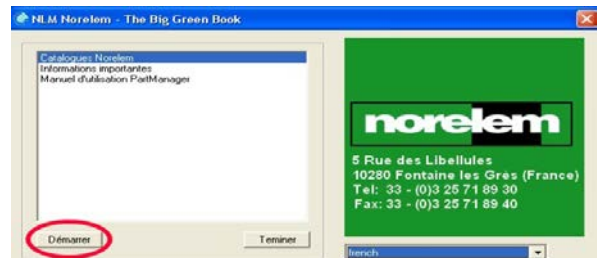 NLM Norelem - The Big Green Book
Catalogues Norelem
Informations importantes
Manuel d'utilisation PartManager
Démarrer
Teminer
norelem
5 Rue des Libellules
10280 Fontaine les Gres (France)
Tel: 33 - (0)3 25 71 89 30
Fax: 33 - (0)3 25 71 89 40
french